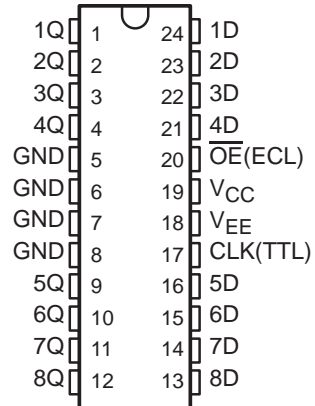 1Q 1 24 1D
2Q 2 23 2D
3Q 3 22 3D
4Q 4 21 4D
GND 5 20 O̅E̅(ECL)
GND 6 19 VCC
GND 7 18 VEE
GND 8 17 CLK(TTL)
5Q 9 16 5D
6Q 10 15 6D
7Q 11 14 7D
8Q 12 13 8D